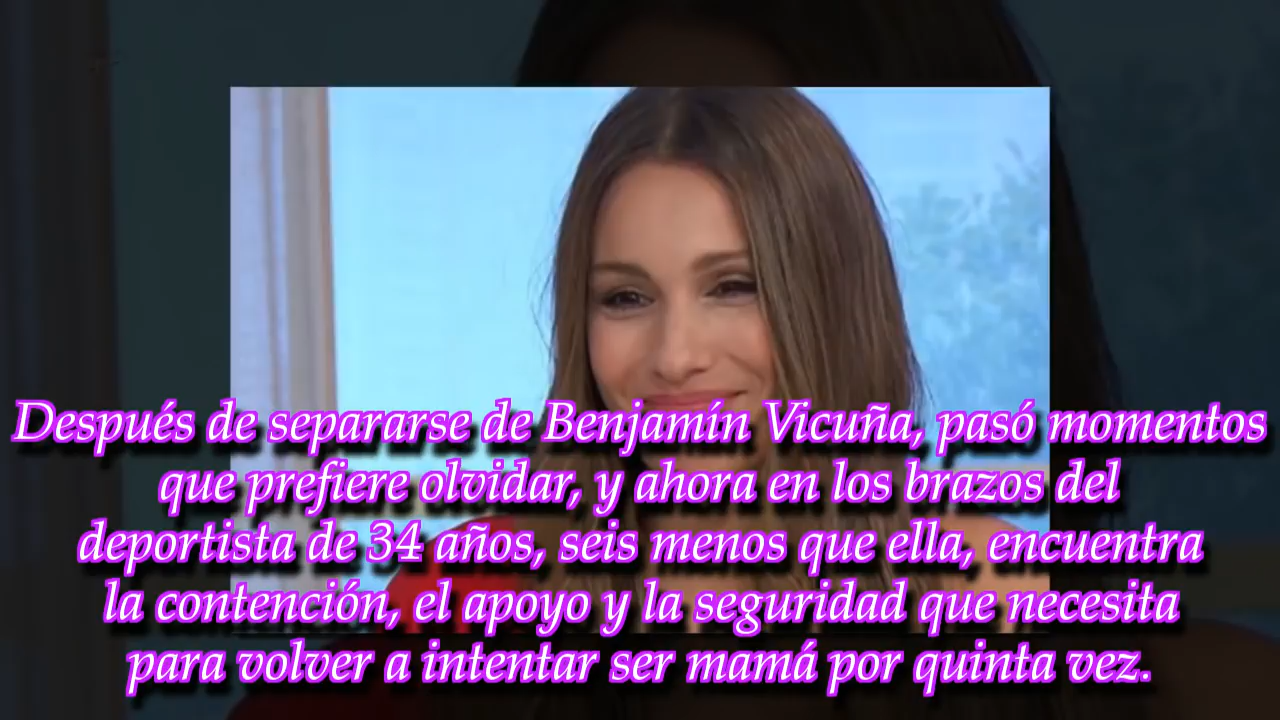 Después de separarse de Benjamín Vicuña, pasó momentos
que prefiere olvidar, y ahora en los brazos del
deportista de 34 años, seis menos que ella, encuentra
la contención, el apoyo y la seguridad que necesita
para volver a intentar ser mamá por quinta vez.